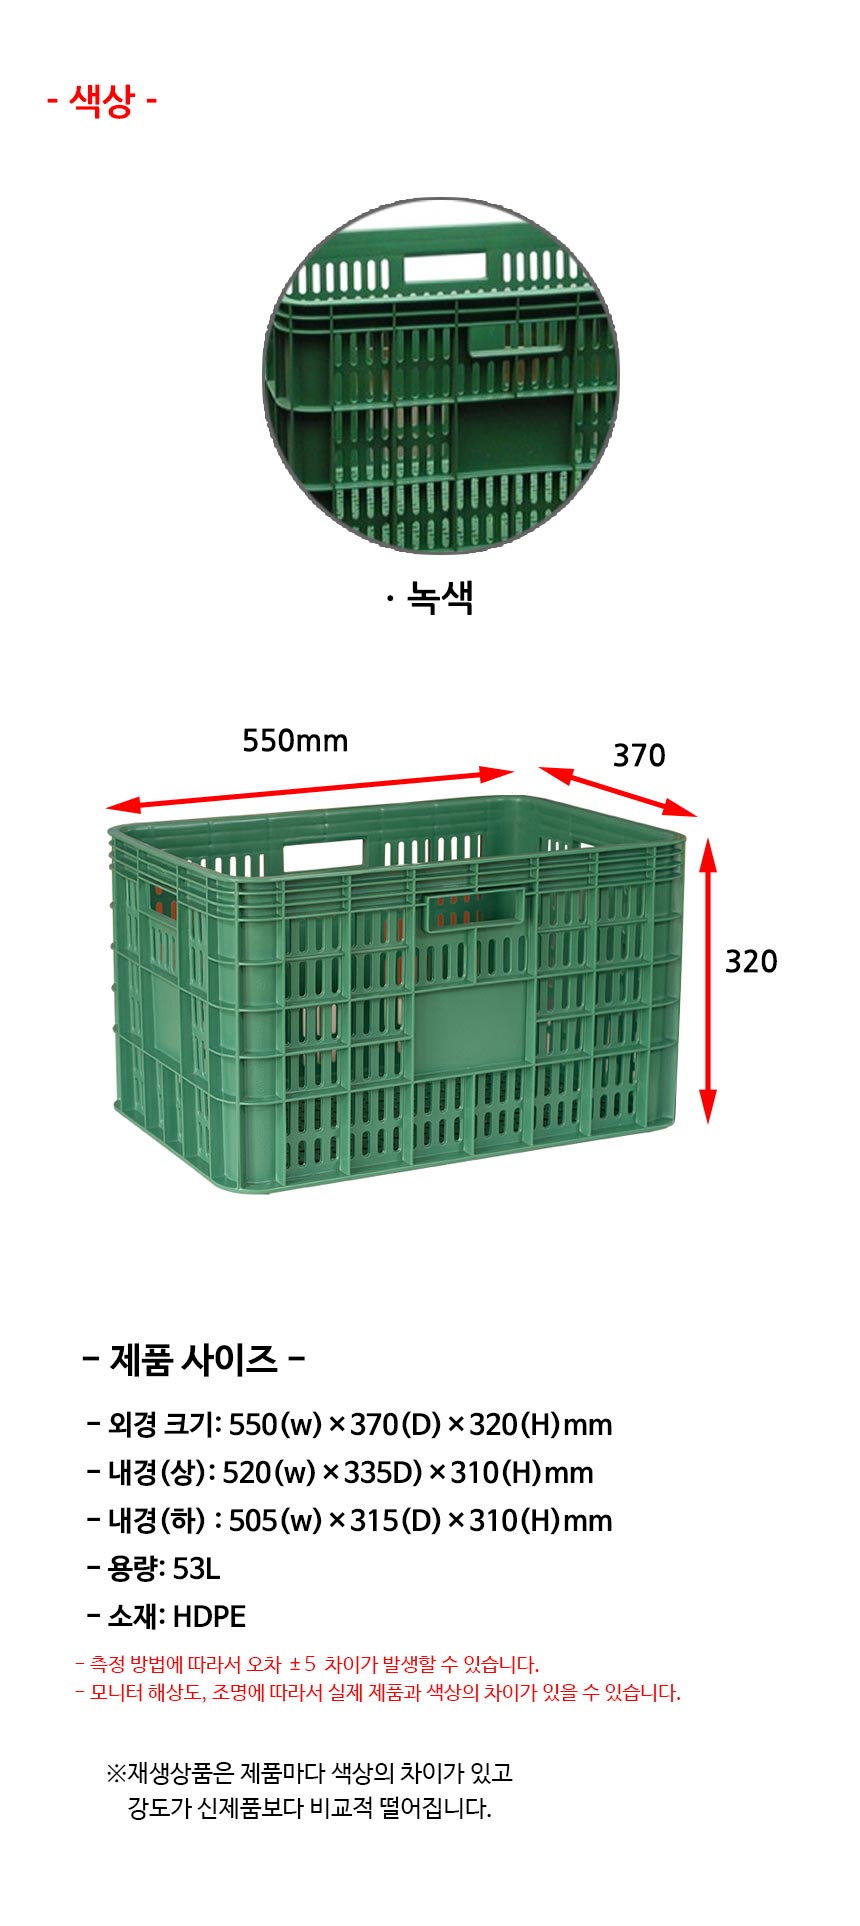 - 색상 -
· 녹색
550mm
370
320
- 제품 사이즈 -
- 외경 크기: 550(w)×370(D)×320(H)mm
- 내경(상): 520(w)×335D)×310(H)mm
- 내경(하) : 505(w)×315(D)×310(H)mm
- 용량: 53L
- 소재: HDPE
- 측정 방법에 따라서 오차 ±5 차이가 발생할 수 있습니다.
- 모니터 해상도, 조명에 따라서 실제 제품과 색상의 차이가 있을 수 있습니다.
※재생상품은 제품마다 색상의 차이가 있고
강도가 신제품보다 비교적 떨어집니다.